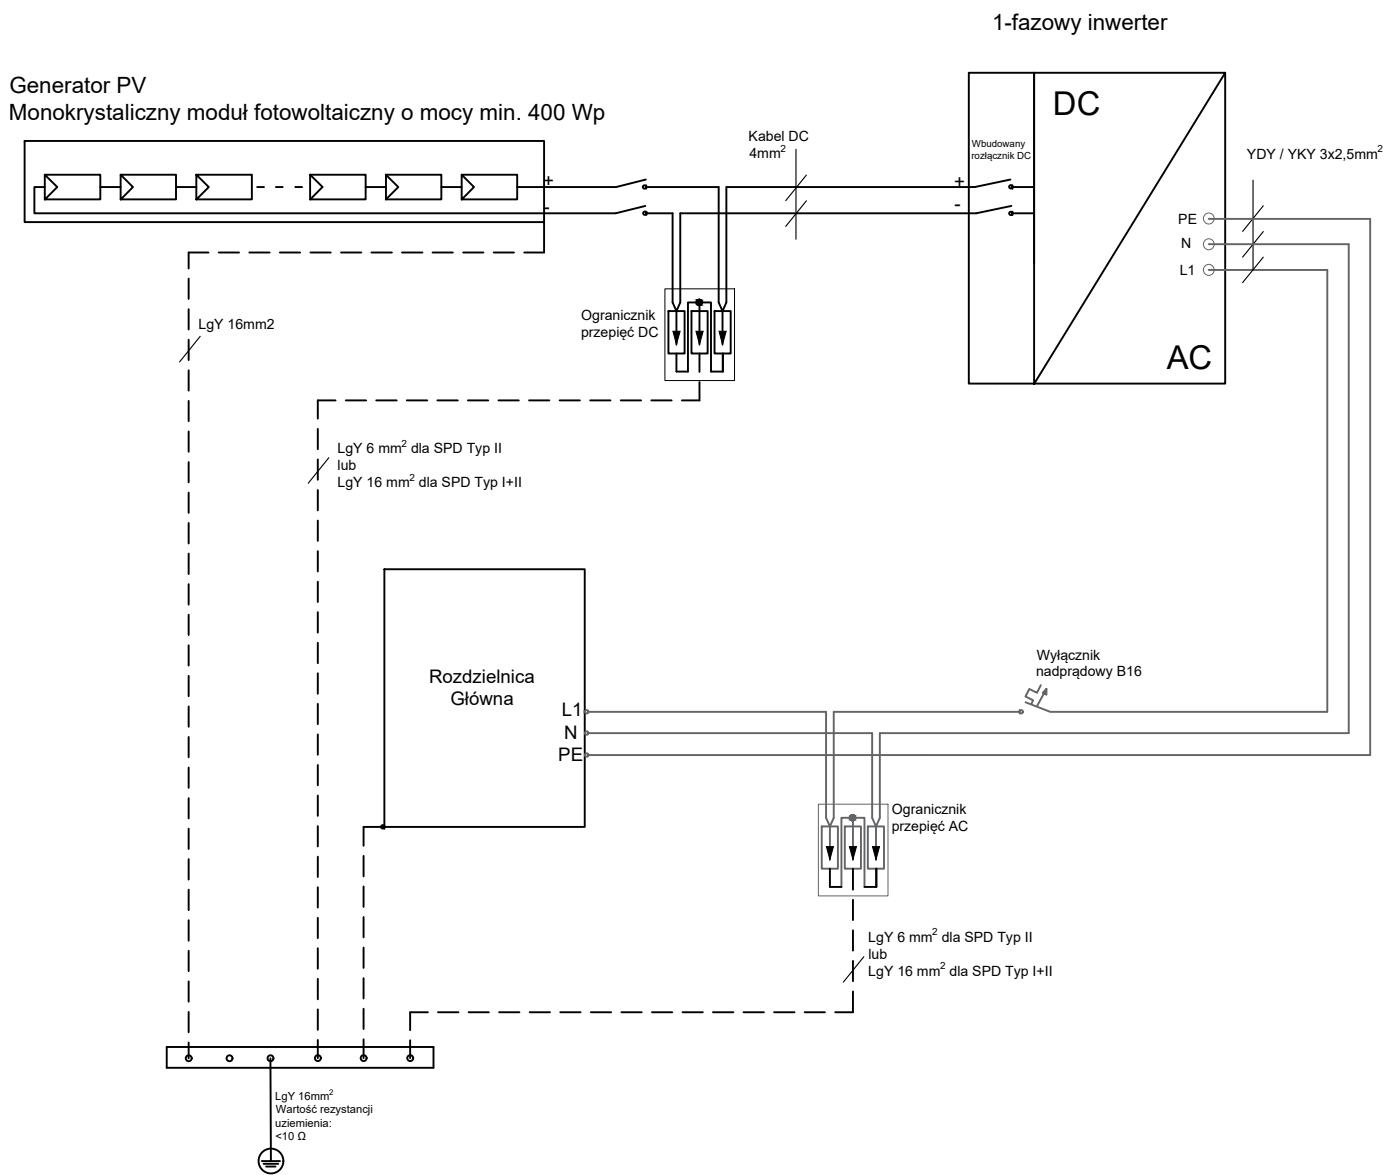 1-fazowy inwerter
Generator PV
Monokrystaliczny moduł fotowoltaiczny o mocy min. 400 Wp
DC
Kabel DC
4mm²
Wbudowany
rozłącznik DC
YDY / YKY 3x2,5mm²
+
-
+
-
PE
N
L1
AC
Ogranicznik
przepięć DC
LgY 16mm2
LgY 6 mm² dla SPD Typ II
lub
LgY 16 mm² dla SPD Typ I+II
Rozdzielnica
Główna
L1
N
PE
Wyłącznik
nadprądowy B16
Ogranicznik
przepięć AC
LgY 6 mm² dla SPD Typ II
lub
LgY 16 mm² dla SPD Typ I+II
LgY 16mm²
Wartość rezystancji
uziemienia:
<10 Ω